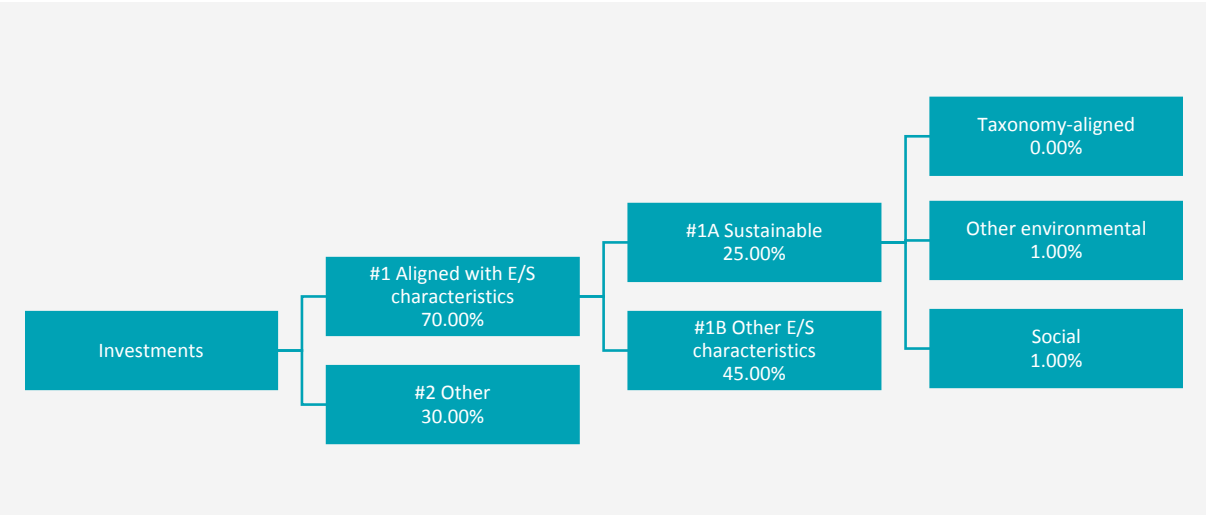 Investments
#1 Aligned with E/S
characteristics
70.00%
#2 Other
30.00%
#1A Sustainable
25.00%
#1B Other E/S
characteristics
45.00%
Taxonomy-aligned
0.00%
Other environmental
1.00%
Social
1.00%